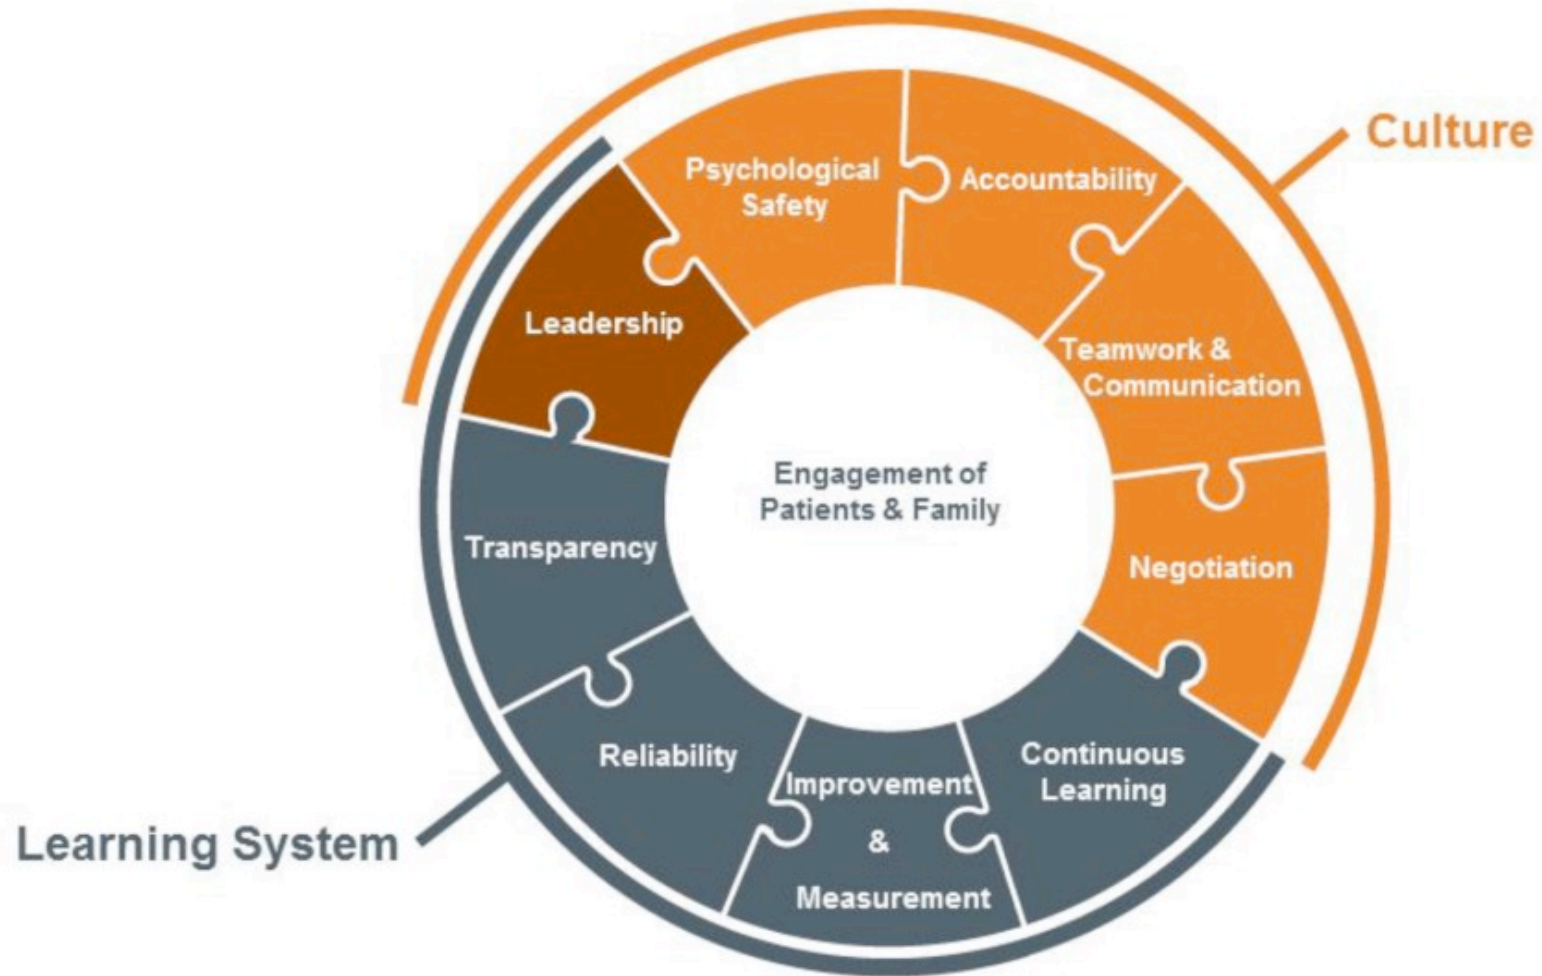 Culture
Psychological
Safety
Accountability
Leadership
Teamwork &
Communication
Engagement of
Patients & Family
Transparency
Negotiation
Reliability
Improvement
&
Measurement
Continuous
Learning
Learning System